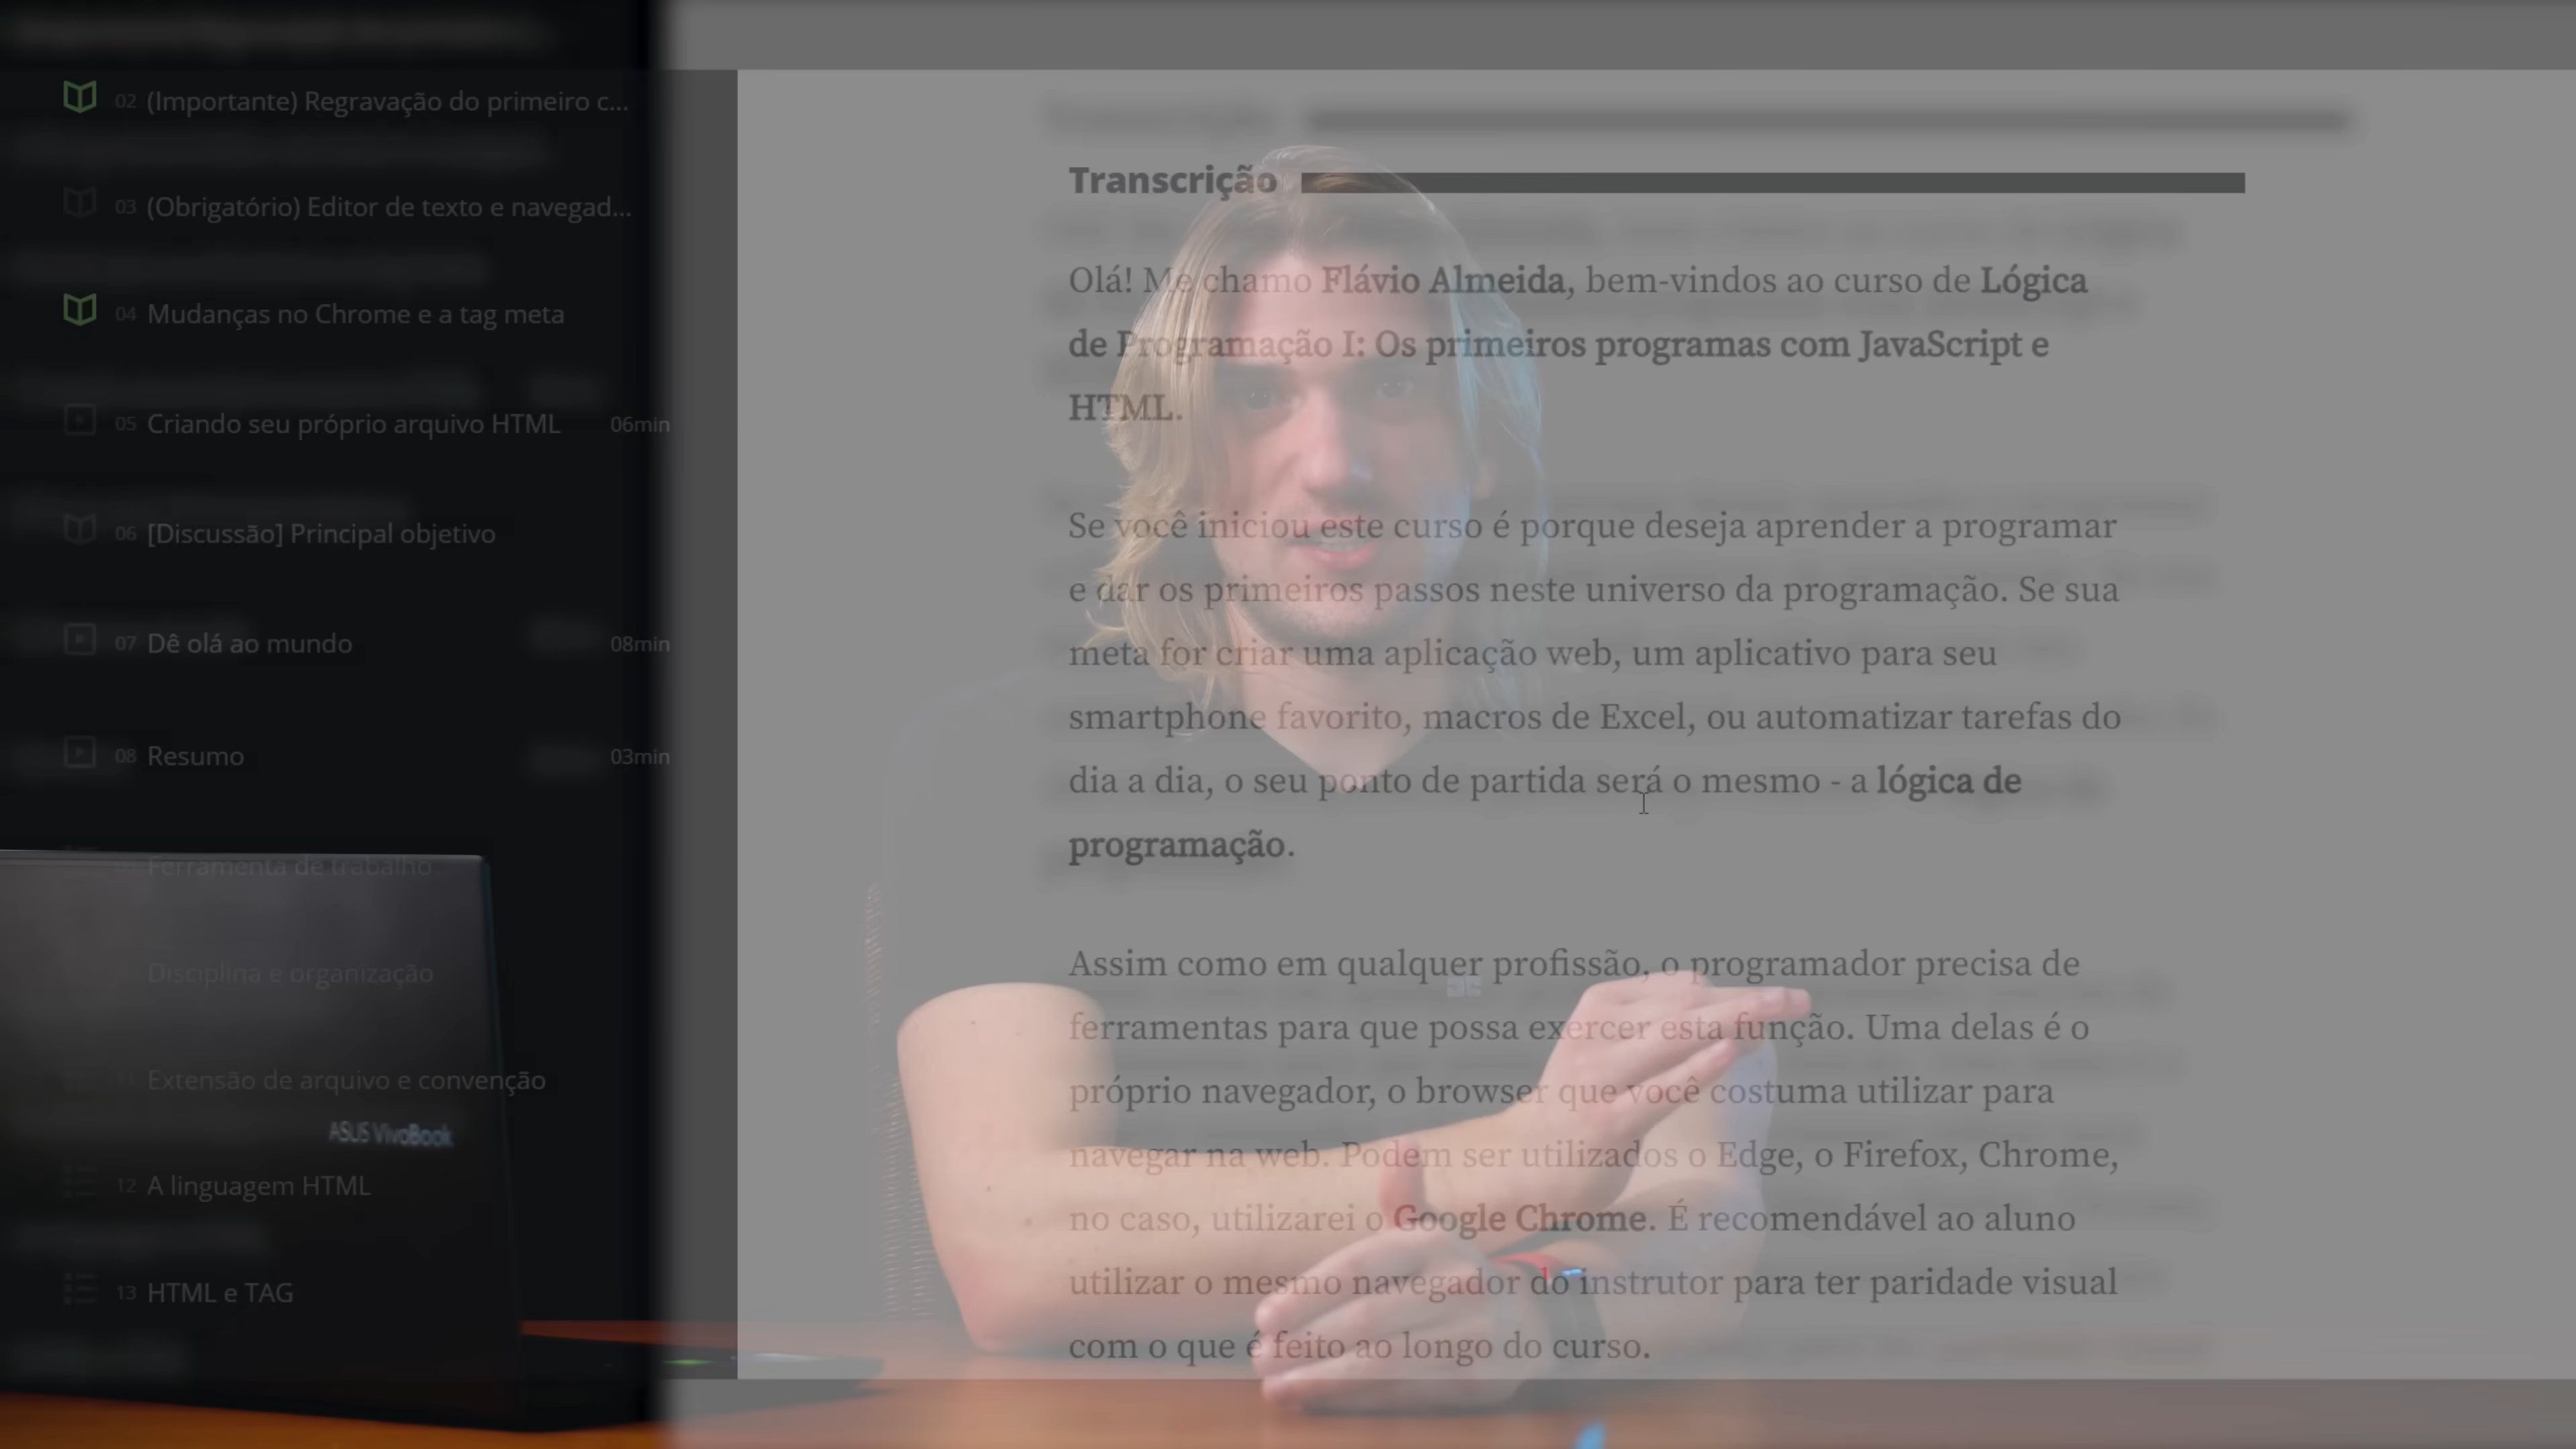 02 (Importante) Regravação do primeiro c...
03 (Obrigatório) Editor de texto e navegad...
04 Mudanças no Chrome e a tag meta
05 Criando seu próprio arquivo HTML 06min
06 [Discussão] Principal objetivo
07 Dê olá ao mundo 08min
08 Resumo 03min
Ferramenta de trabalho
Disciplina e organização
11 Extensão de arquivo e convenção
12 A linguagem HTML
13 HTML e TAG
ASUS VivoBook
Transcrição
Olá! Me chamo Flávio Almeida, bem-vindos ao curso de Lógica
de Programação I: Os primeiros programas com JavaScript e
HTML.
Se você iniciou este curso é porque deseja aprender a programar
e dar os primeiros passos neste universo da programação. Se sua
meta for criar uma aplicação web, um aplicativo para seu
smartphone favorito, macros de Excel, ou automatizar tarefas do
dia a dia, o seu ponto de partida será o mesmo - a lógica de
programação.
Assim como em qualquer profissão, o programador precisa de
ferramentas para que possa exercer esta função. Uma delas é o
próprio navegador, o browser que você costuma utilizar para
navegar na web. Podem ser utilizados o Edge, o Firefox, Chrome,
no caso, utilizarei o Google Chrome. É recomendável ao aluno
utilizar o mesmo navegador do instrutor para ter paridade visual
com o que é feito ao longo do curso.